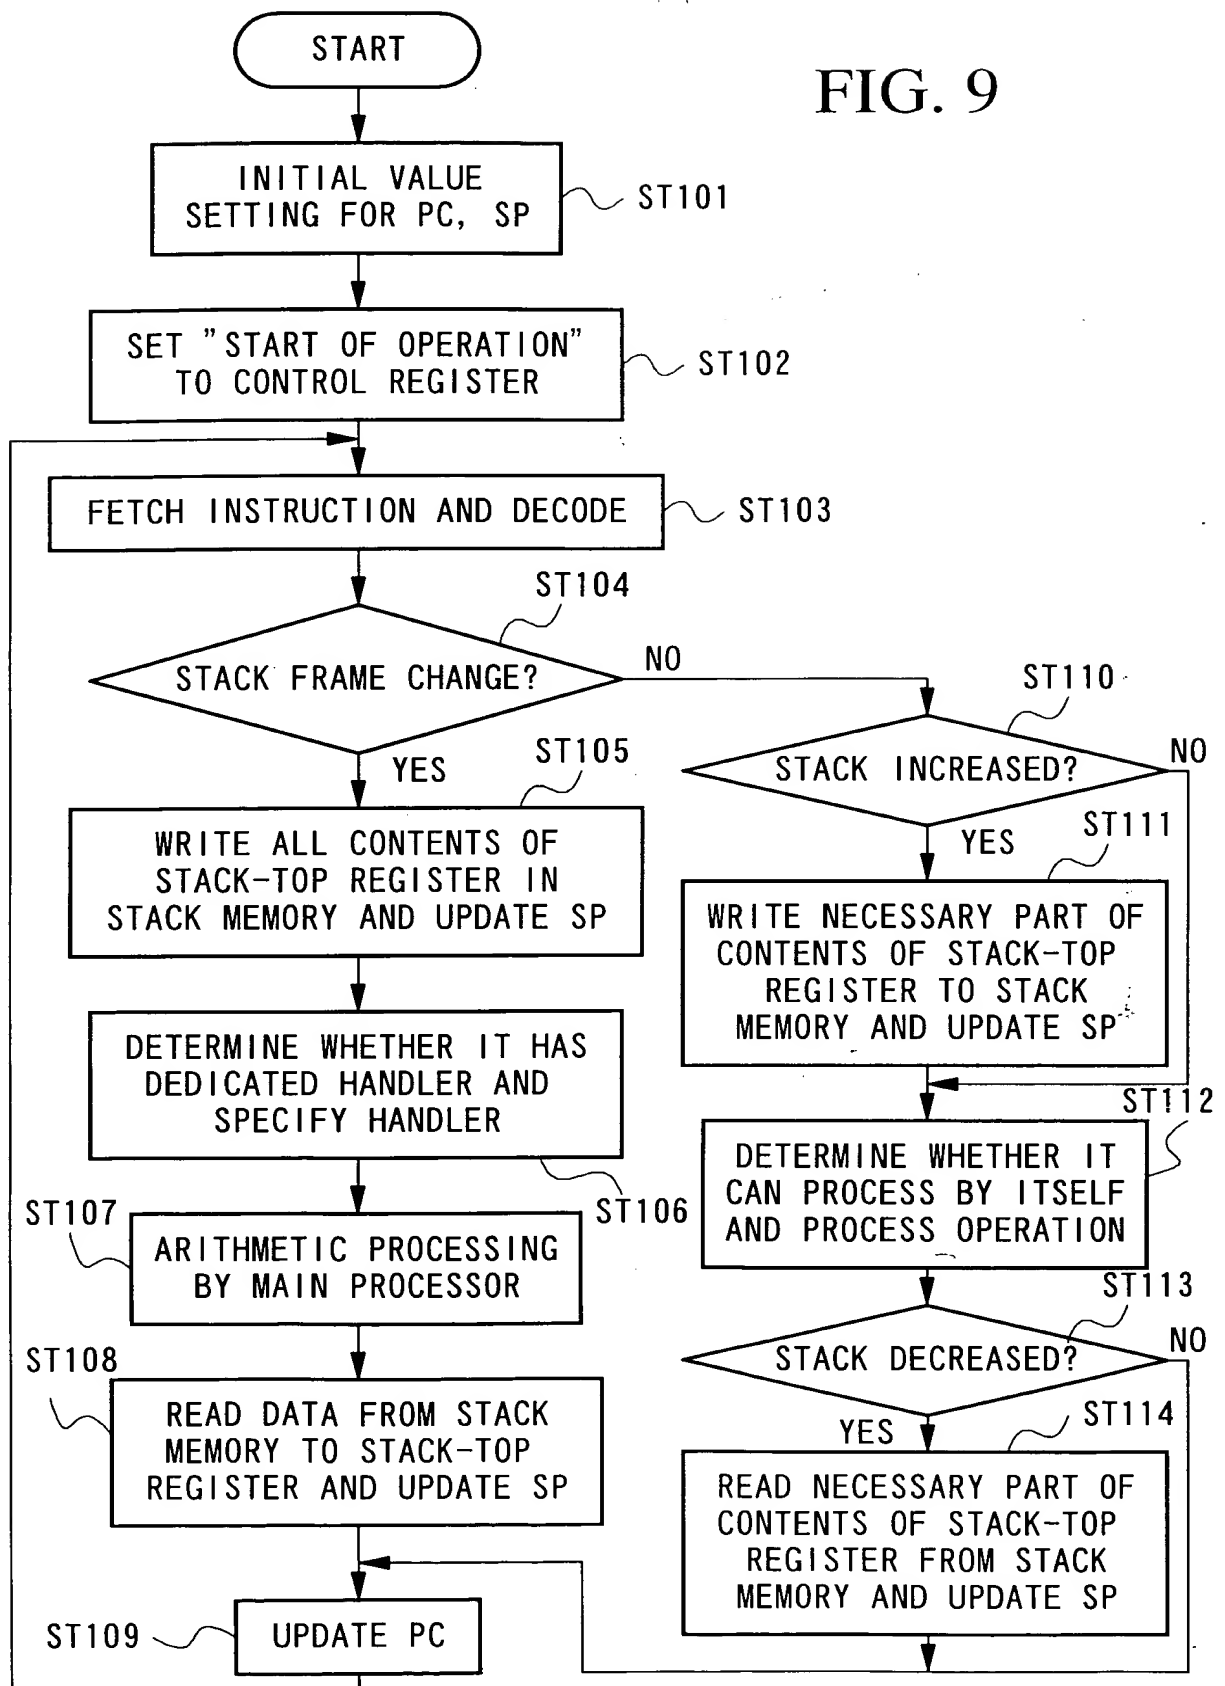 START
FIG. 9
INITIAL VALUE
SETTING FOR PC, SP
ST101
SET "START OF OPERATION"
TO CONTROL REGISTER
ST102
FETCH INSTRUCTION AND DECODE
ST103
ST104
STACK FRAME CHANGE?
NO
YES
ST105
WRITE ALL CONTENTS OF
STACK-TOP REGISTER IN
STACK MEMORY AND UPDATE SP
DETERMINE WHETHER IT HAS
DEDICATED HANDLER AND
SPECIFY HANDLER
ST106
ST107
ARITHMETIC PROCESSING
BY MAIN PROCESSOR
ST108
READ DATA FROM STACK
MEMORY TO STACK-TOP
REGISTER AND UPDATE SP
ST109
UPDATE PC
ST110
STACK INCREASED?
NO
YES
ST111
WRITE NECESSARY PART OF
CONTENTS OF STACK-TOP
REGISTER TO STACK
MEMORY AND UPDATE SP
ST112
DETERMINE WHETHER IT
CAN PROCESS BY ITSELF
AND PROCESS OPERATION
ST113
STACK DECREASED?
NO
YES
ST114
READ NECESSARY PART OF
CONTENTS OF STACK-TOP
REGISTER FROM STACK
MEMORY AND UPDATE SP